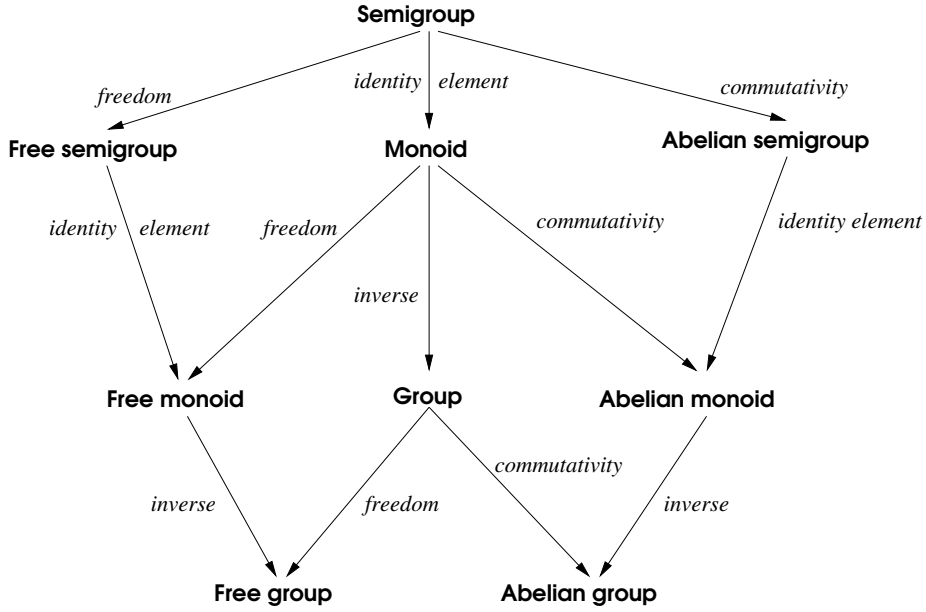 Semigroup
identity element
freedom
commutativity
Free semigroup
Monoid
Abelian semigroup
identity element
freedom
commutativity
identity element
inverse
Free monoid
Group
Abelian monoid
commutativity
inverse
freedom
inverse
Free group
Abelian group